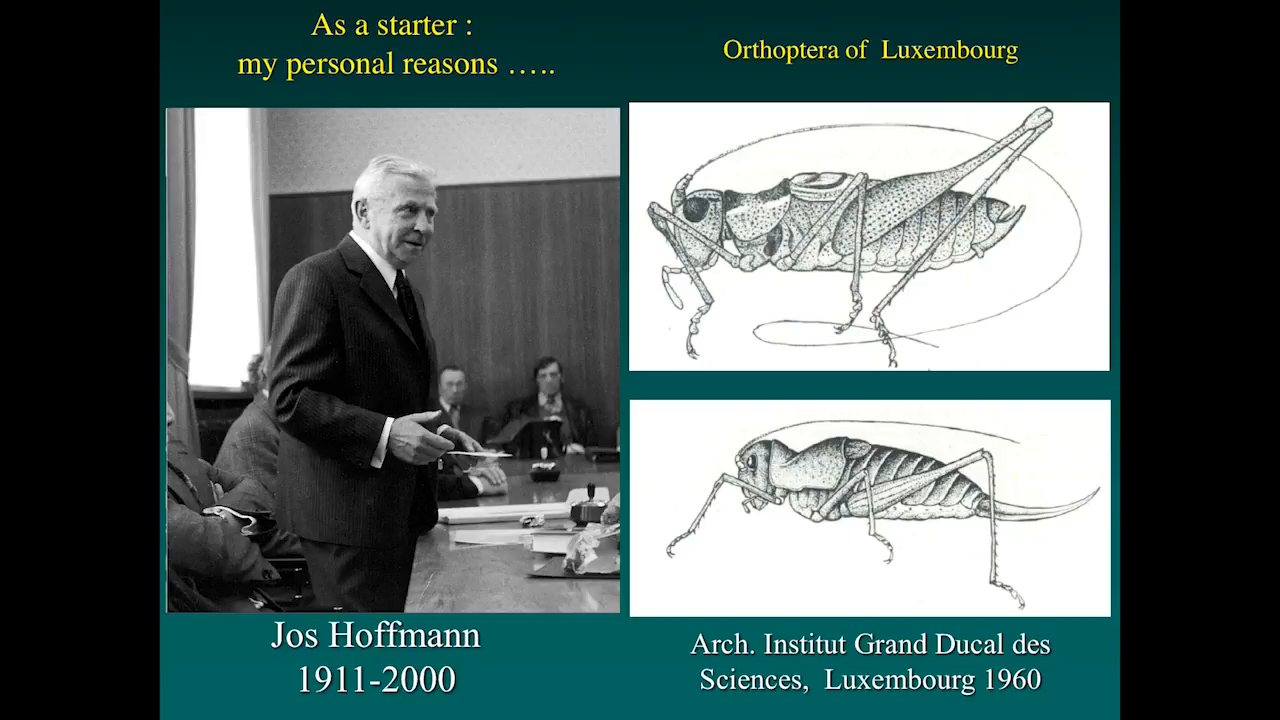 As a starter :
my personal reasons …..
Orthoptera of Luxembourg
Jos Hoffmann
1911-2000
Arch. Institut Grand Ducal des
Sciences, Luxembourg 1960